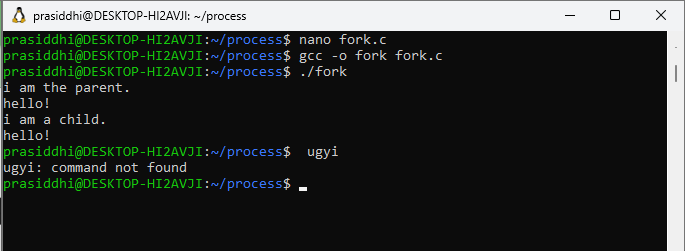 prasiddhi@DESKTOP-HI2AVJI: ~/process
prasiddhi@DESKTOP-HI2AVJI:~/process$ nano fork.c
prasiddhi@DESKTOP-HI2AVJI:~/process$ gcc -o fork fork.c
prasiddhi@DESKTOP-HI2AVJI:~/process$ ./fork
i am the parent.
hello!
i am a child.
hello!
prasiddhi@DESKTOP-HI2AVJI:~/process$  ugyi
ugyi: command not found
prasiddhi@DESKTOP-HI2AVJI:~/process$